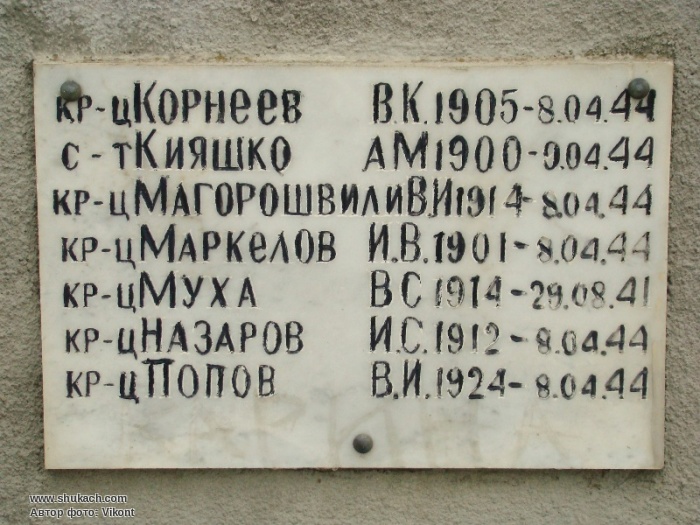 кр-ц Корнеев В.К. 1905-8.04.44
с-т Кияшко А М 1900-9.04.44
кр-ц Магорошвили В.И 1914-8.04.44
кр-ц Маркелов И.В. 1901-8.04.44
кр-ц Муха В С 1914-29.08.41
кр-ц Назаров И.С. 1912-8.04.44
кр-ц Попов В.И. 1924-8.04.44
www.shukach.com
Автор фото: Vikont